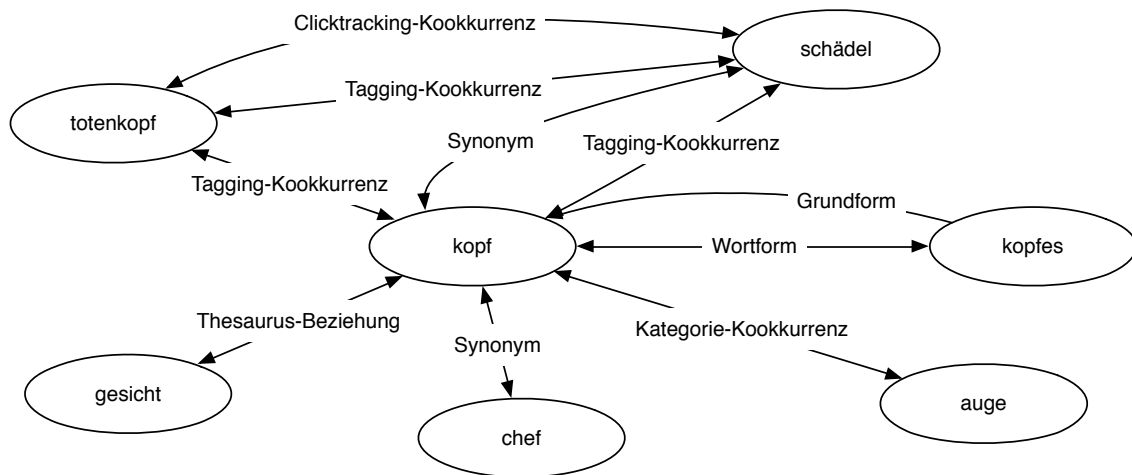 Clicktracking-Kookkurrenz
schädel
Tagging-Kookkurrenz
totenkopf
Synonym
Tagging-Kookkurrenz
Tagging-Kookkurrenz
Grundform
kopf
Wortform
kopfes
Thesaurus-Beziehung
Kategorie-Kookkurrenz
Synonym
gesicht
auge
chef